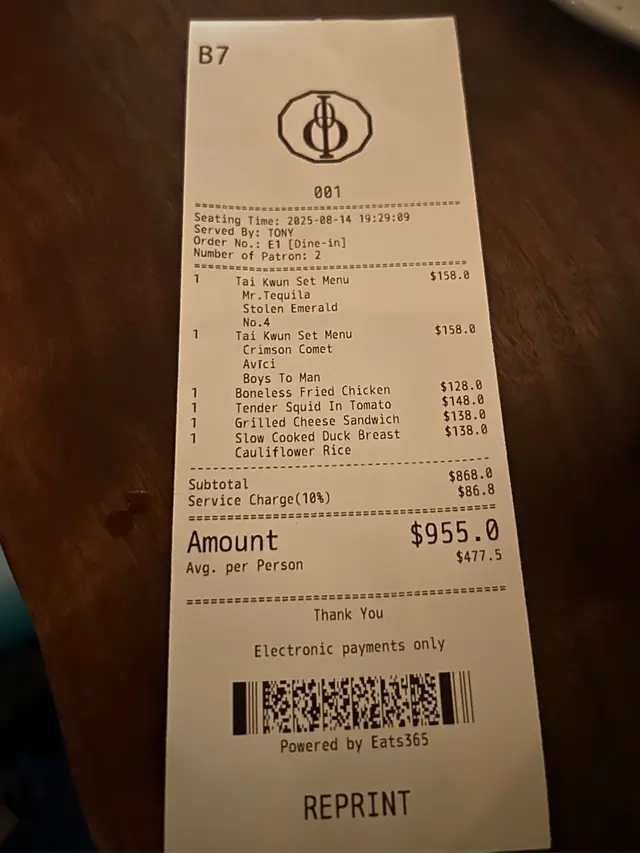 B7
001
Seating Time: 2025-08-14 19:29:09
Served By: TONY
Order No.: E1 [Dine-in]
Number of Patron: 2
1 Tai Kwun Set Menu $158.0
Mr.Tequila
Stolen Emerald
No.4
1 Tai Kwun Set Menu $158.0
Crimson Comet
Avīci
Boys To Man
1 Boneless Fried Chicken $128.0
1 Tender Squid In Tomato $148.0
1 Grilled Cheese Sandwich $138.0
1 Slow Cooked Duck Breast $138.0
Cauliflower Rice
Subtotal $868.0
Service Charge(10%) $86.8
Amount $955.0
Avg. per Person $477.5
Thank You
Electronic payments only
Powered by Eats365
REPRINT